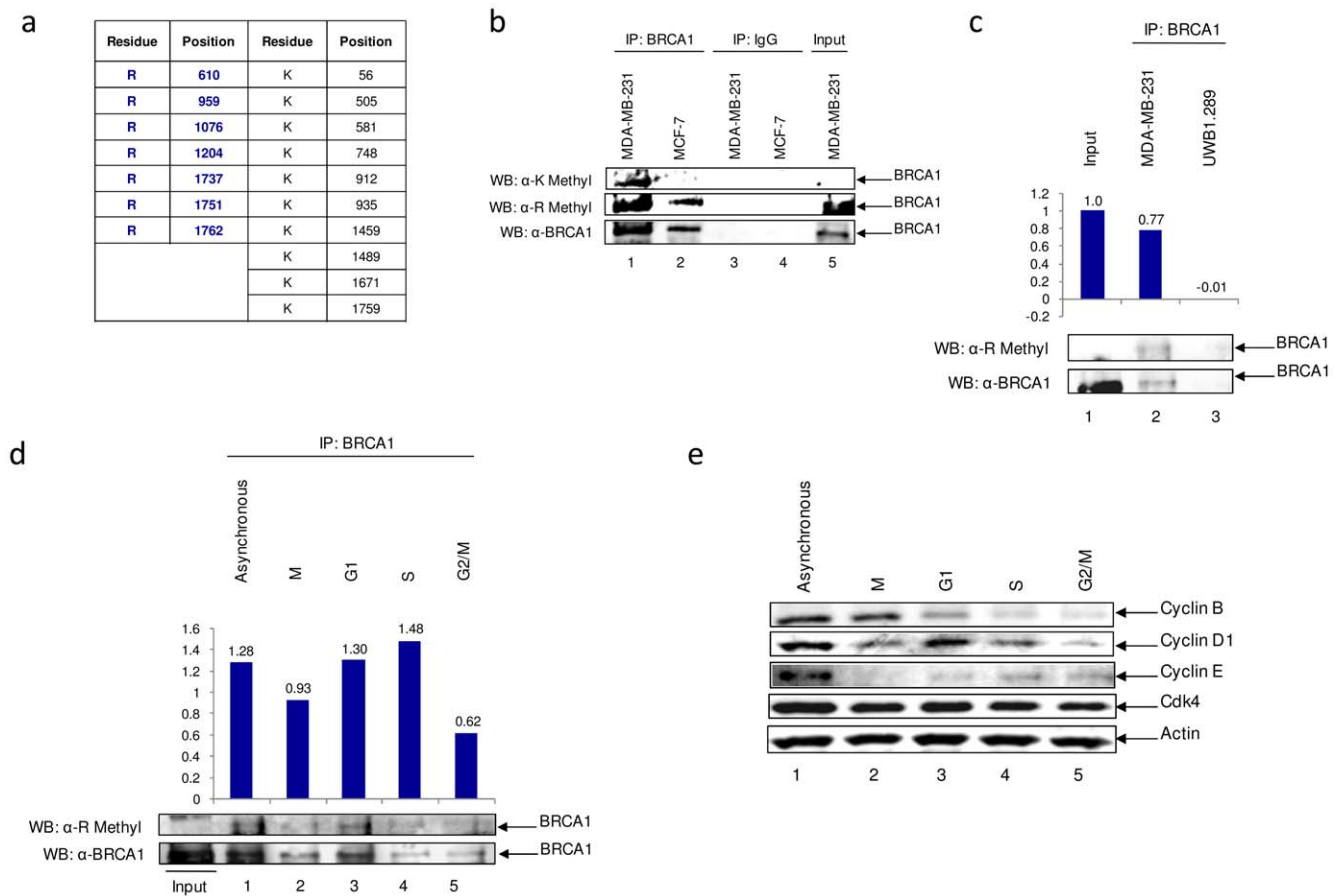 a
Residue Position Residue Position
R 610 K 56
R 959 K 505
R 1076 K 581
R 1204 K 748
R 1737 K 912
R 1751 K 935
R 1762 K 1459
K 1489
K 1671
K 1759
b
IP: BRCA1 IP: IgG Input
MDA-MB-231 MCF-7 MDA-MB-231 MCF-7 MDA-MB-231
WB: α-K Methyl BRCA1
WB: α-R Methyl BRCA1
WB: α-BRCA1 BRCA1
1 2 3 4 5
c
IP: BRCA1
Input MDA-MB-231 UWB1.289
1.2
1
0.8
0.6
0.4
0.2
0
-0.2
1.0 0.77 -0.01
WB: α-R Methyl BRCA1
WB: α-BRCA1 BRCA1
1 2 3
d
IP: BRCA1
Asynchronous M G1 S G2/M
1.6
1.4
1.2
1
0.8
0.6
0.4
0.2
0
1.28 0.93 1.30 1.48 0.62
WB: α-R Methyl BRCA1
WB: α-BRCA1 BRCA1
Input 1 2 3 4 5
e
Asynchronous M G1 S G2/M
Cyclin B
Cyclin D1
Cyclin E
Cdk4
Actin
1 2 3 4 5